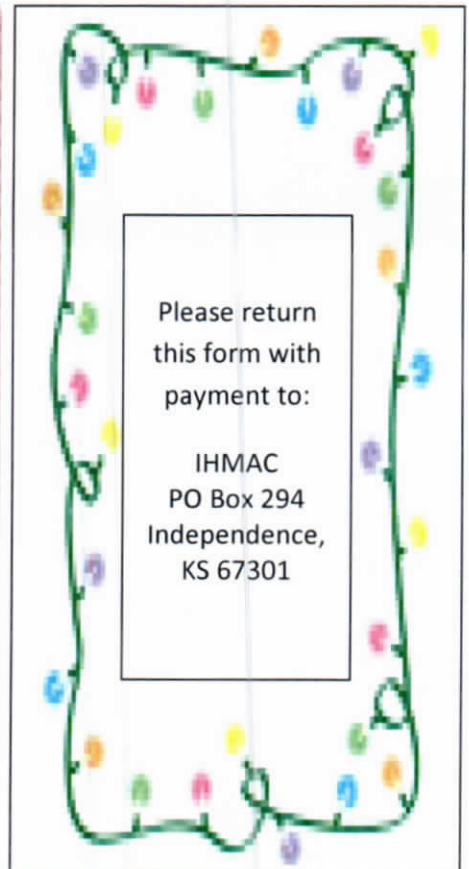 Please return
this form with
payment to:
IHMAC
PO Box 294
Independence,
KS 67301